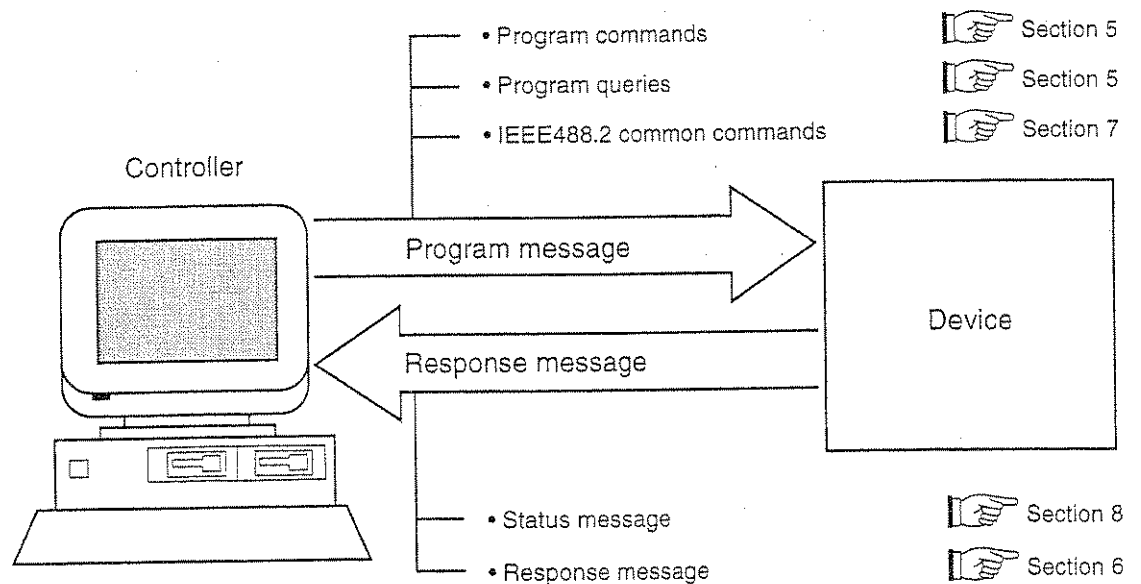 • Program commands Section 5
• Program queries Section 5
• IEEE488.2 common commands Section 7
Controller
Program message
Device
Response message
• Status message Section 8
• Response message Section 6